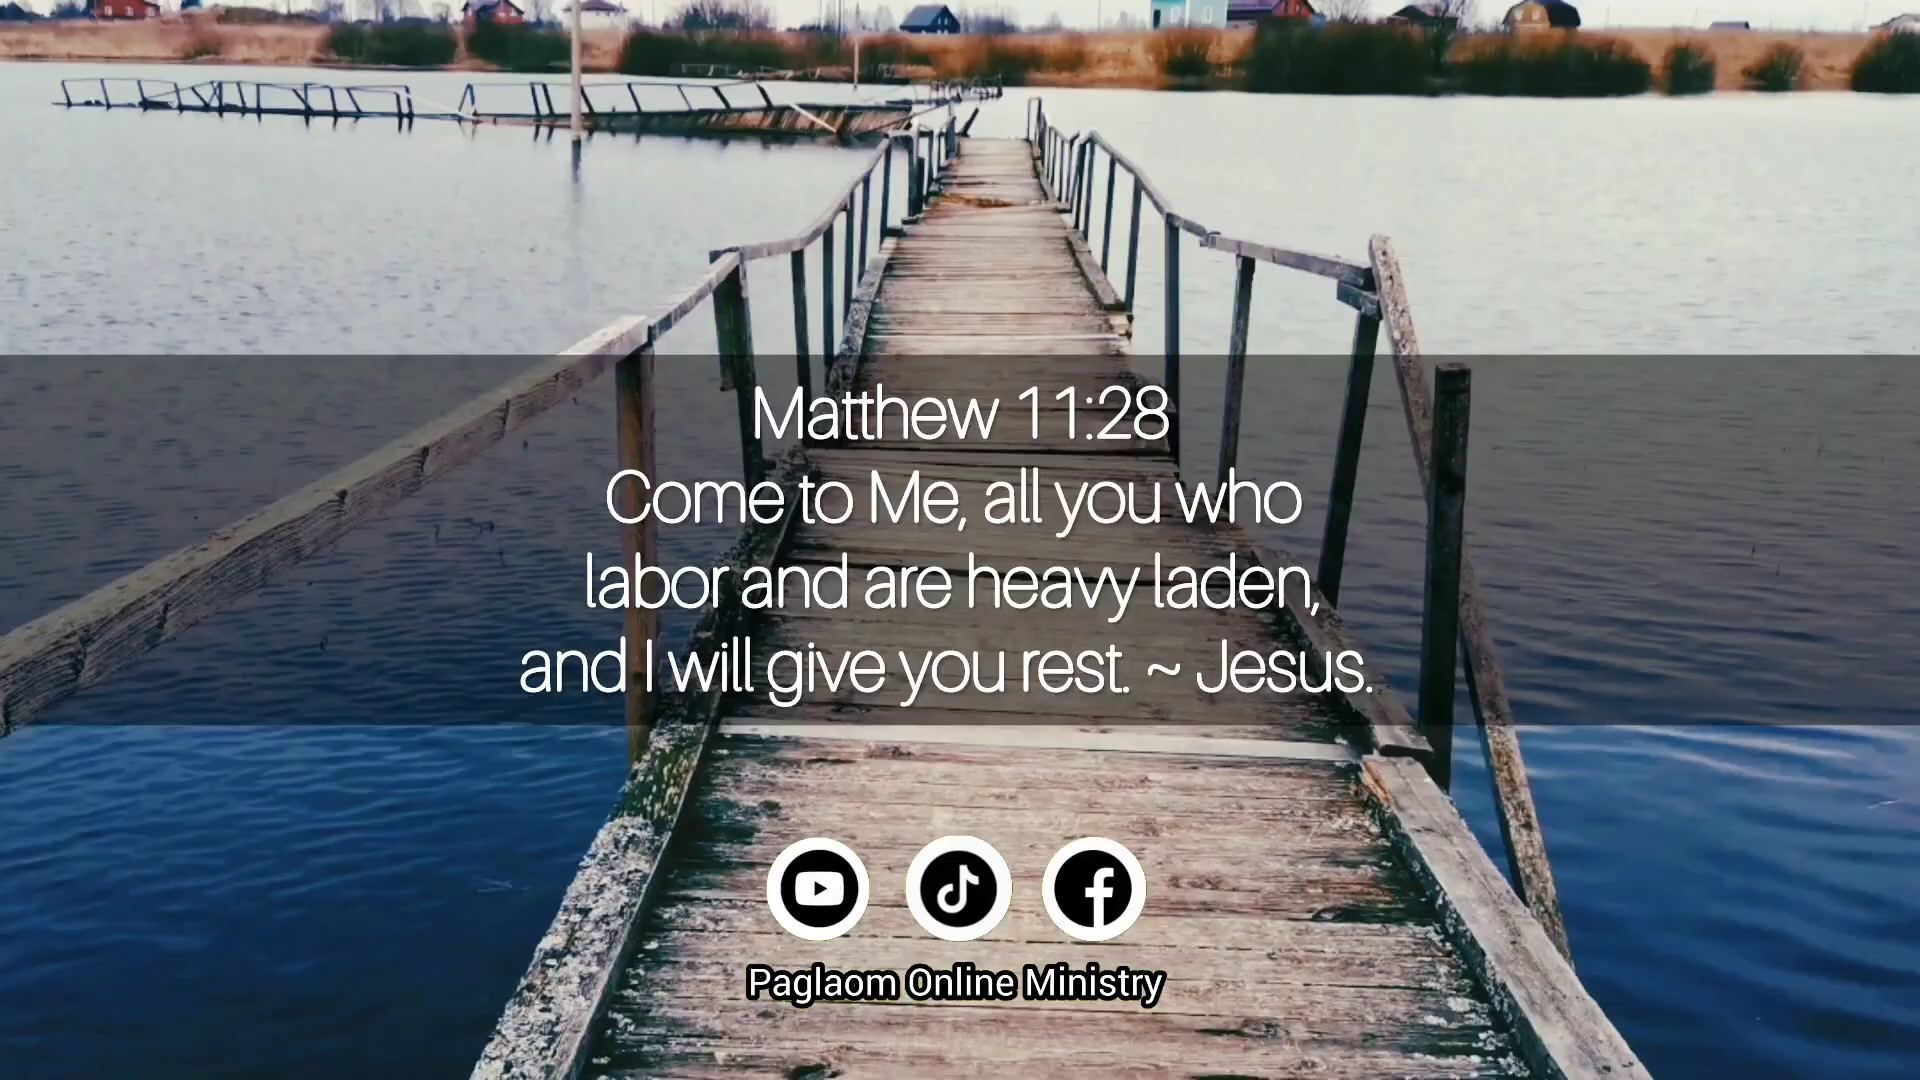 Matthew 11:28
Come to Me, all you who
labor and are heavy laden,
and I will give you rest. ~ Jesus.
Paglaom Online Ministry